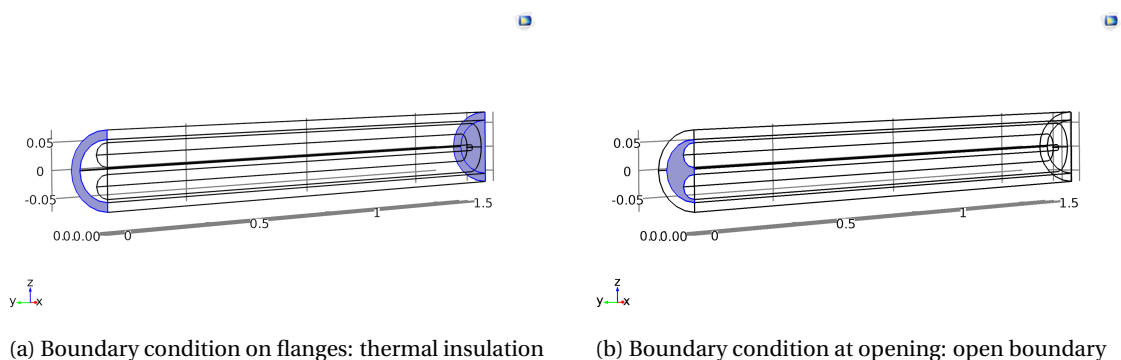 0.05
0
-0.05
0.0.0.00
0
0.5
1
1.5
z
y
x
(a) Boundary condition on flanges: thermal insulation
0.05
0
-0.05
0.0.0.00
0
0.5
1
1.5
z
y
x
(b) Boundary condition at opening: open boundary